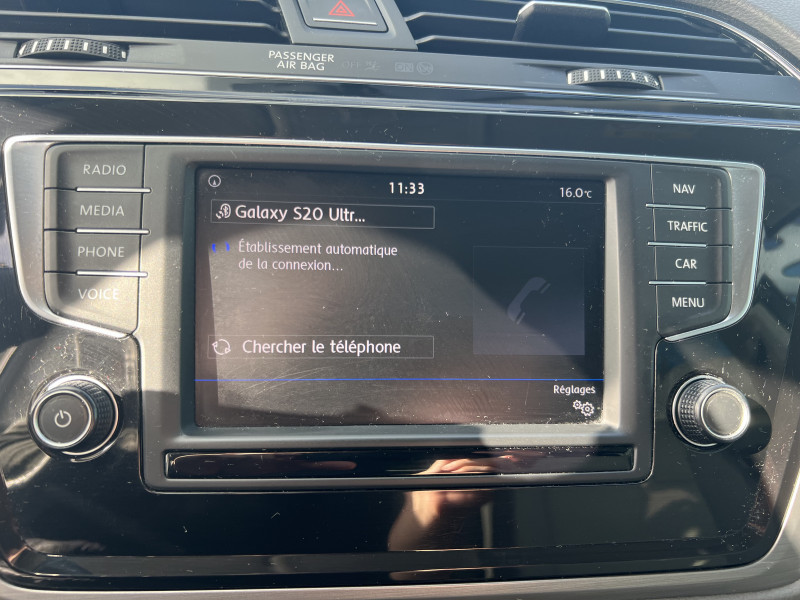 PASSENGER
AIR BAG
RADIO
MEDIA
PHONE
VOICE
11:33
16.0°C
Galaxy S20 Ultr...
Établissement automatique
de la connexion...
Chercher le téléphone
Réglages
NAV
TRAFFIC
CAR
MENU